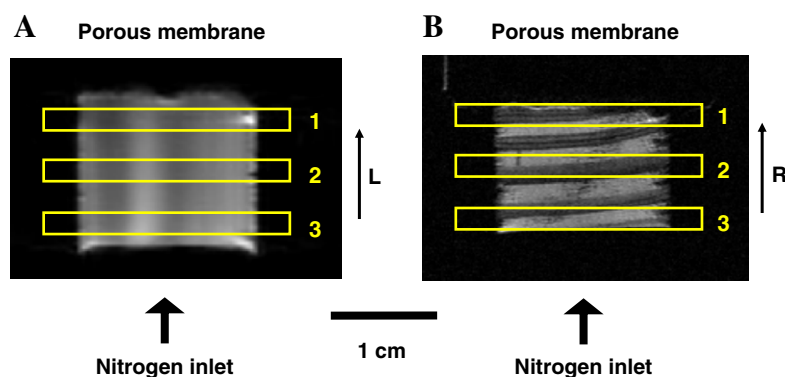 A
Porous membrane
1
2
3
L
Nitrogen inlet
1 cm
B
Porous membrane
1
2
3
R
Nitrogen inlet